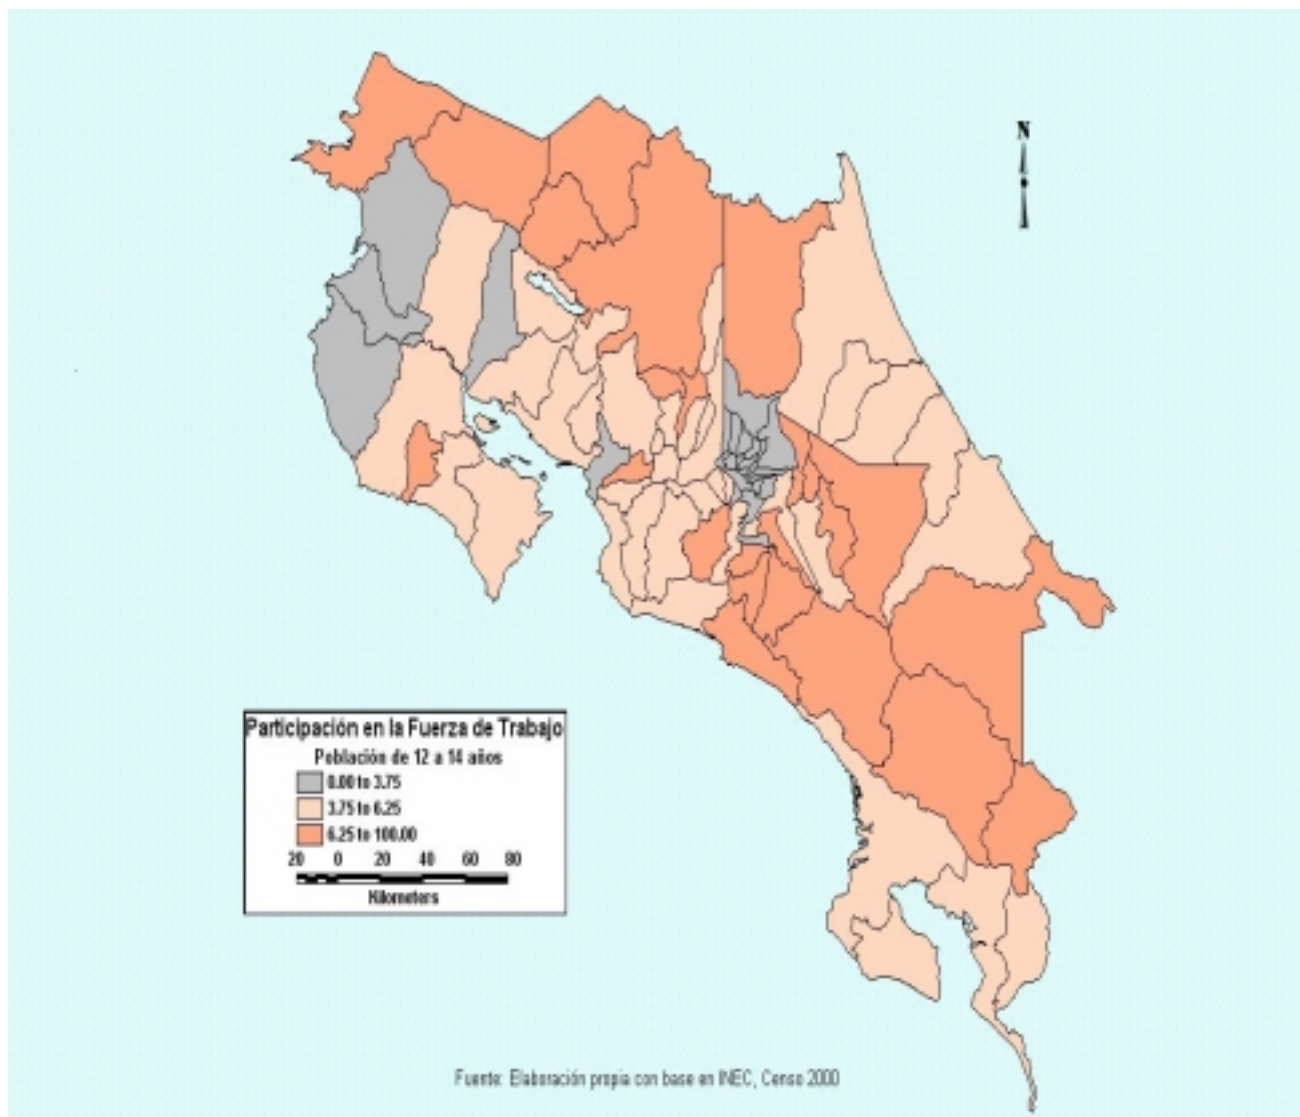 N
Participación en la Fuerza de Trabajo
Población de 12 a 14 años
0.00 to 3.75
3.75 to 6.25
6.25 to 100.00
20 0 20 40 60 80
Kilometers
Fuente: Elaboración propia con base en INEC, Censo 2000